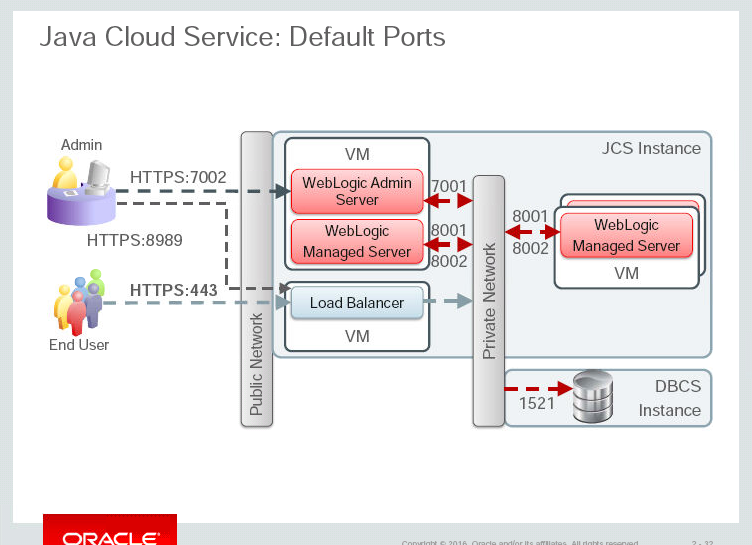 Java Cloud Service: Default Ports
Admin
HTTPS:7002
HTTPS:8989
HTTPS:443
End User
Public Network
JCS Instance
VM
WebLogic Admin
Server
WebLogic
Managed Server
7001
8001
8002
Load Balancer
VM
Private Network
8001
8002
WebLogic
Managed Server
VM
1521
DBCS
Instance
ORACLE
Copyright © 2016, Oracle and/or its affiliates. All rights reserved.
2 - 32